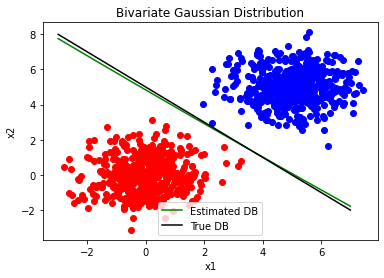 Bivariate Gaussian Distribution
8
6
4
2
0
−2
x2
Estimated DB
True DB
−2
0
2
4
6
x1